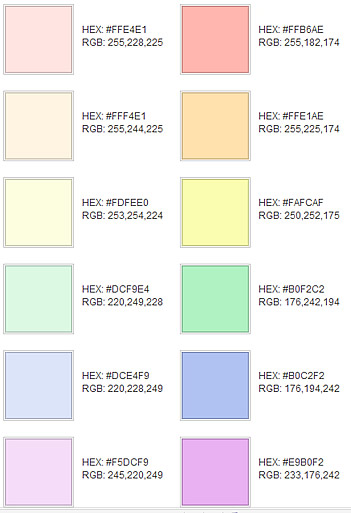 HEX: #FFE4E1
RGB: 255,228,225
HEX: #FFB6AE
RGB: 255,182,174
HEX: #FFF4E1
RGB: 255,244,225
HEX: #FFE1AE
RGB: 255,225,174
HEX: #FDFEE0
RGB: 253,254,224
HEX: #FAFCAF
RGB: 250,252,175
HEX: #DCF9E4
RGB: 220,249,228
HEX: #B0F2C2
RGB: 176,242,194
HEX: #DCE4F9
RGB: 220,228,249
HEX: #B0C2F2
RGB: 176,194,242
HEX: #F5DCF9
RGB: 245,220,249
HEX: #E9B0F2
RGB: 233,176,242